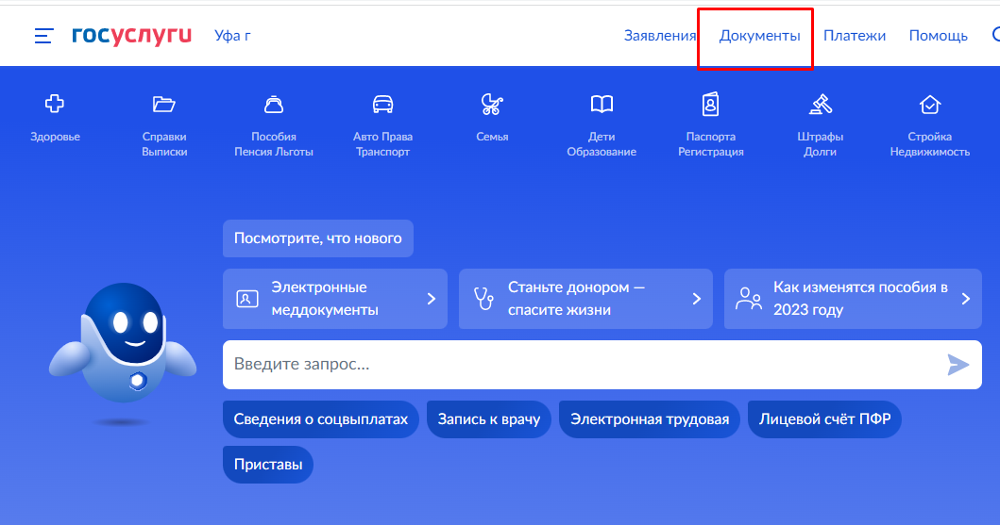 госуслуги Уфа г Заявления Документы Платежи Помощь
Здоровье
Справки
Выписки
Пособия
Пенсия Льготы
Авто Права
Транспорт
Семья
Дети
Образование
Паспорта
Регистрация
Штрафы
Долги
Стройка
Недвижимость
Посмотрите, что нового
Электронные
меддокументы
Станьте донором —
спасите жизни
Как изменятся пособия в
2023 году
Введите запрос...
Сведения о соцвыплатах
Запись к врачу
Электронная трудовая
Лицевой счёт ПФР
Приставы